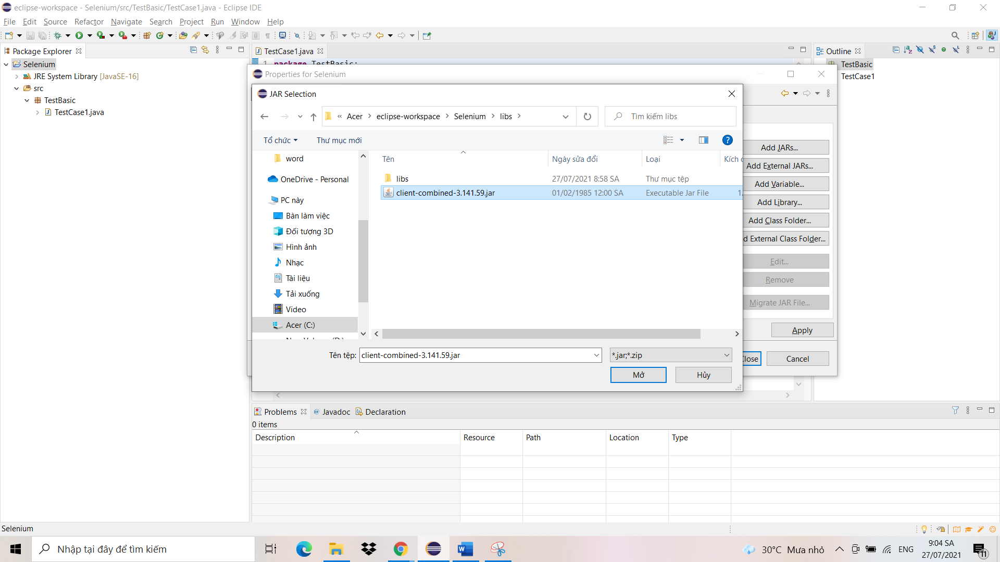 eclipse-workspace - Selenium/src/TestBasic/TestCase1.java - Eclipse IDE
File Edit Source Refactor Navigate Search Project Run Window Help
Package Explorer
Selenium
JRE System Library [JavaSE-16]
src
TestBasic
TestCase1.java
TestCase1.java
1 package TestBasic;
Outline
TestBasic
TestCase1
Properties for Selenium
Add JARs...
Add External JARs...
Add Variable...
Add Library...
Add Class Folder...
d External Class Folder...
Edit...
Remove
Migrate JAR File...
Apply
Close
Cancel
JAR Selection
« Acer > eclipse-workspace > Selenium > libs >
Tìm kiếm libs
Tổ chức
Thư mục mới
word
OneDrive - Personal
PC này
Bàn làm việc
Đối tượng 3D
Hình ảnh
Nhạc
Tài liệu
Tải xuống
Video
Acer (C:)
Tên Ngày sửa đổi Loại Kích
libs 27/07/2021 8:58 SA Thư mục tệp
client-combined-3.141.59.jar 01/02/1985 12:00 SA Executable Jar File 1.
Tên tệp: client-combined-3.141.59.jar *.jar;*.zip
Mở Hủy
Problems @ Javadoc Declaration
0 items
Description Resource Path Location Type
Selenium
Nhập tại đây để tìm kiếm
30°C Mưa nhỏ
ENG
9:04 SA
27/07/2021
11